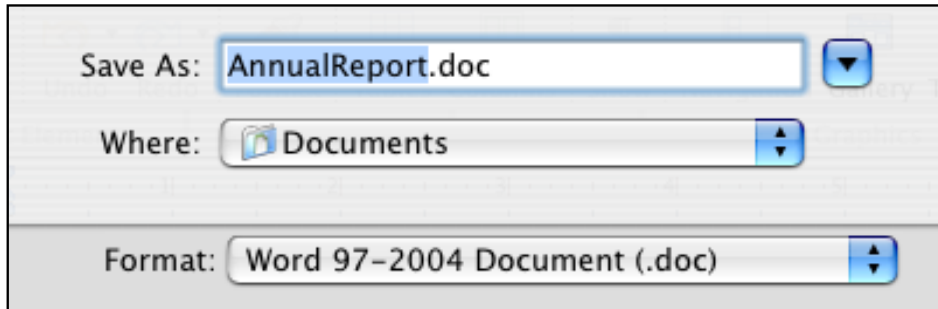 Save As: AnnualReport.doc
Where: Documents
Format: Word 97–2004 Document (.doc)